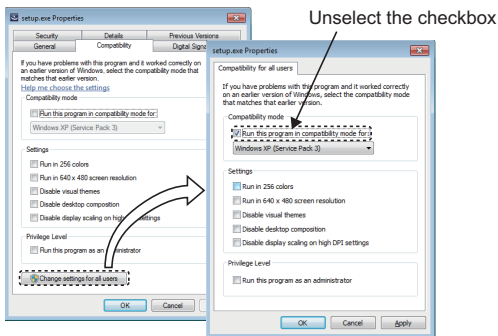 Unselect the checkbox
setup.exe Properties
Security Details Previous Versions
General Compatibility Digital Signa
If you have problems with this program and it worked correctly on
an earlier version of Windows, select the compatibility mode that
matches that earlier version.
Help me choose the settings
Compatibility mode
Run this program in compatibility mode for:
Windows XP (Service Pack 3)
Settings
Run in 256 colors
Run in 640 x 480 screen resolution
Disable visual themes
Disable desktop composition
Disable display scaling on high settings
Privilege Level
Run this program as an administrator
Change settings for all users
OK Cancel
setup.exe Properties
Compatibility for all users
If you have problems with this program and it worked correctly
on an earlier version of Windows, select the compatibility mode
that matches that earlier version.
Compatibility mode
Run this program in compatibility mode for:
Windows XP (Service Pack 3)
Settings
Run in 256 colors
Run in 640 x 480 screen resolution
Disable visual themes
Disable desktop composition
Disable display scaling on high DPI settings
Privilege Level
Run this program as an administrator
OK Cancel Apply